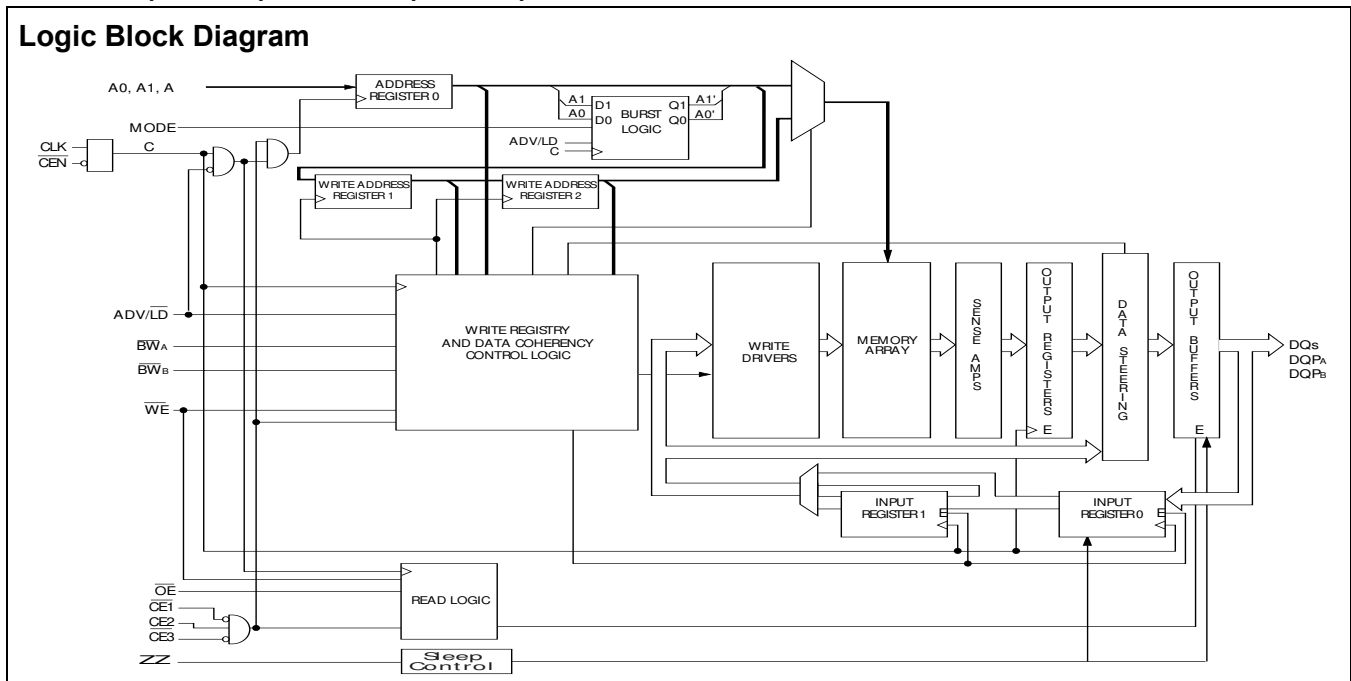 Logic Block Diagram
A0, A1, A
ADDRESS
REGISTER 0
MODE
A1
A0
D1
D0
BURST
LOGIC
Q1
Q0
A1'
A0'
ADV/LD
C
CLK
CEN
C
WRITE ADDRESS
REGISTER 1
WRITE ADDRESS
REGISTER 2
ADV/LD
BWA
BWB
WE
WRITE REGISTRY
AND DATA COHERENCY
CONTROL LOGIC
WRITE
DRIVERS
MEMORY
ARRAY
SENSE AMPS
OUTPUT REGISTERS
E
DATA STEERING
OUTPUT BUFFERS
E
DQs
DQPA
DQPB
INPUT
REGISTER 1
E
INPUT
REGISTER 0
E
OE
CE1
CE2
CE3
READ LOGIC
ZZ
Sleep
Control